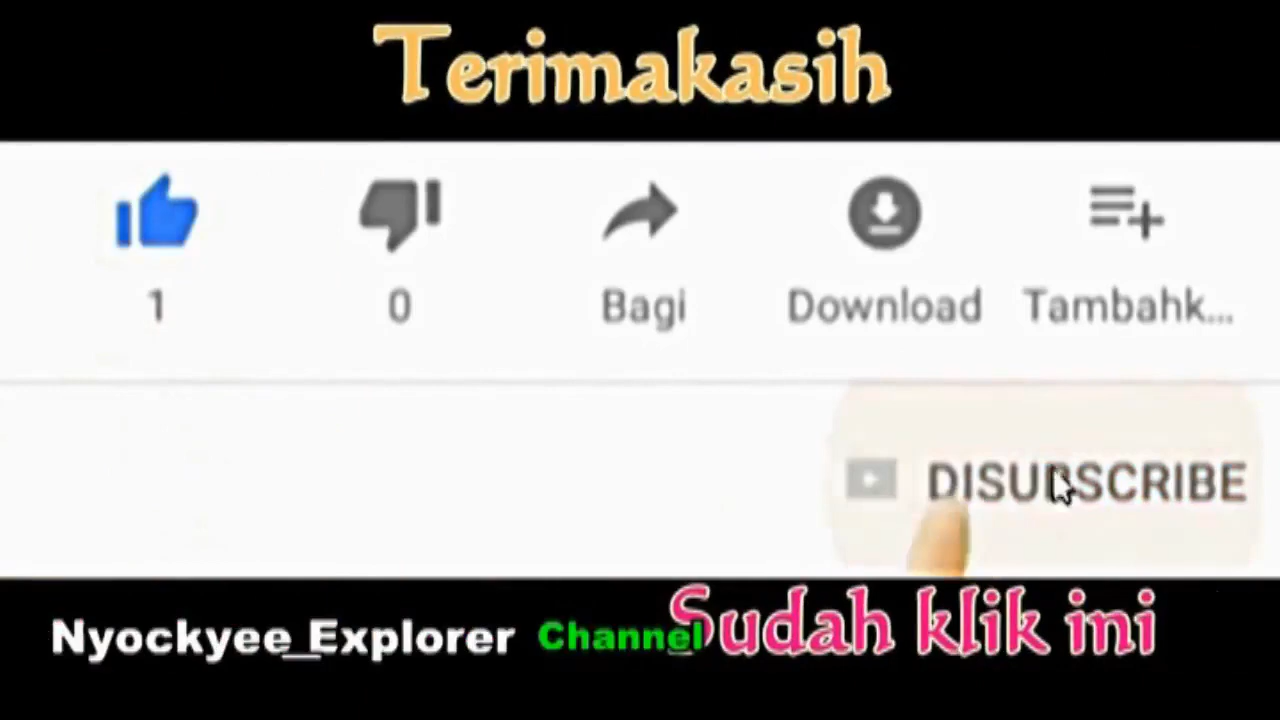 Terimakasih
1 0 Bagi Download Tambahk...
DISUBSCRIBE
Nyockyee_Explorer Channel Sudah klik ini